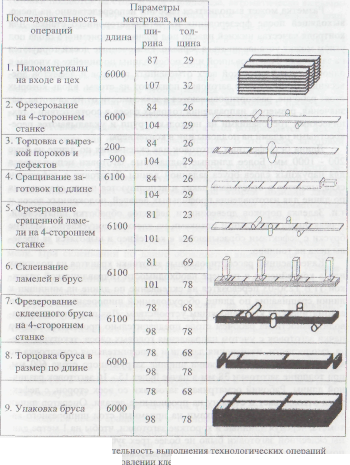 Последовательность операций
Параметры материала, мм
длина
ши-
рина
тол-
щина
1. Пиломатериалы
на входе в цех
6000
87 29
107 32
2. Фрезерование
на 4-стороннем
станке
6000
84 26
104 29
3. Торцовка с вырез-
кой пороков и
дефектов
200–
–900
84 26
104 29
4. Сращивание за-
готовок по длине
6100
84 26
104 29
5. Фрезерование
сращенной ламе-
ли на 4-стороннем
станке
6100
81 23
101 26
6. Склеивание
ламелей в брус
6100
81 69
101 78
7. Фрезерование
склеенного бруса
на 4-стороннем
станке
6100
78 68
98 78
8. Торцовка бруса в
размер по длине
6000
78 68
98 78
9. Упаковка бруса
6000
78 68
98 78
тельность выполнения технологических операций
овлении кле